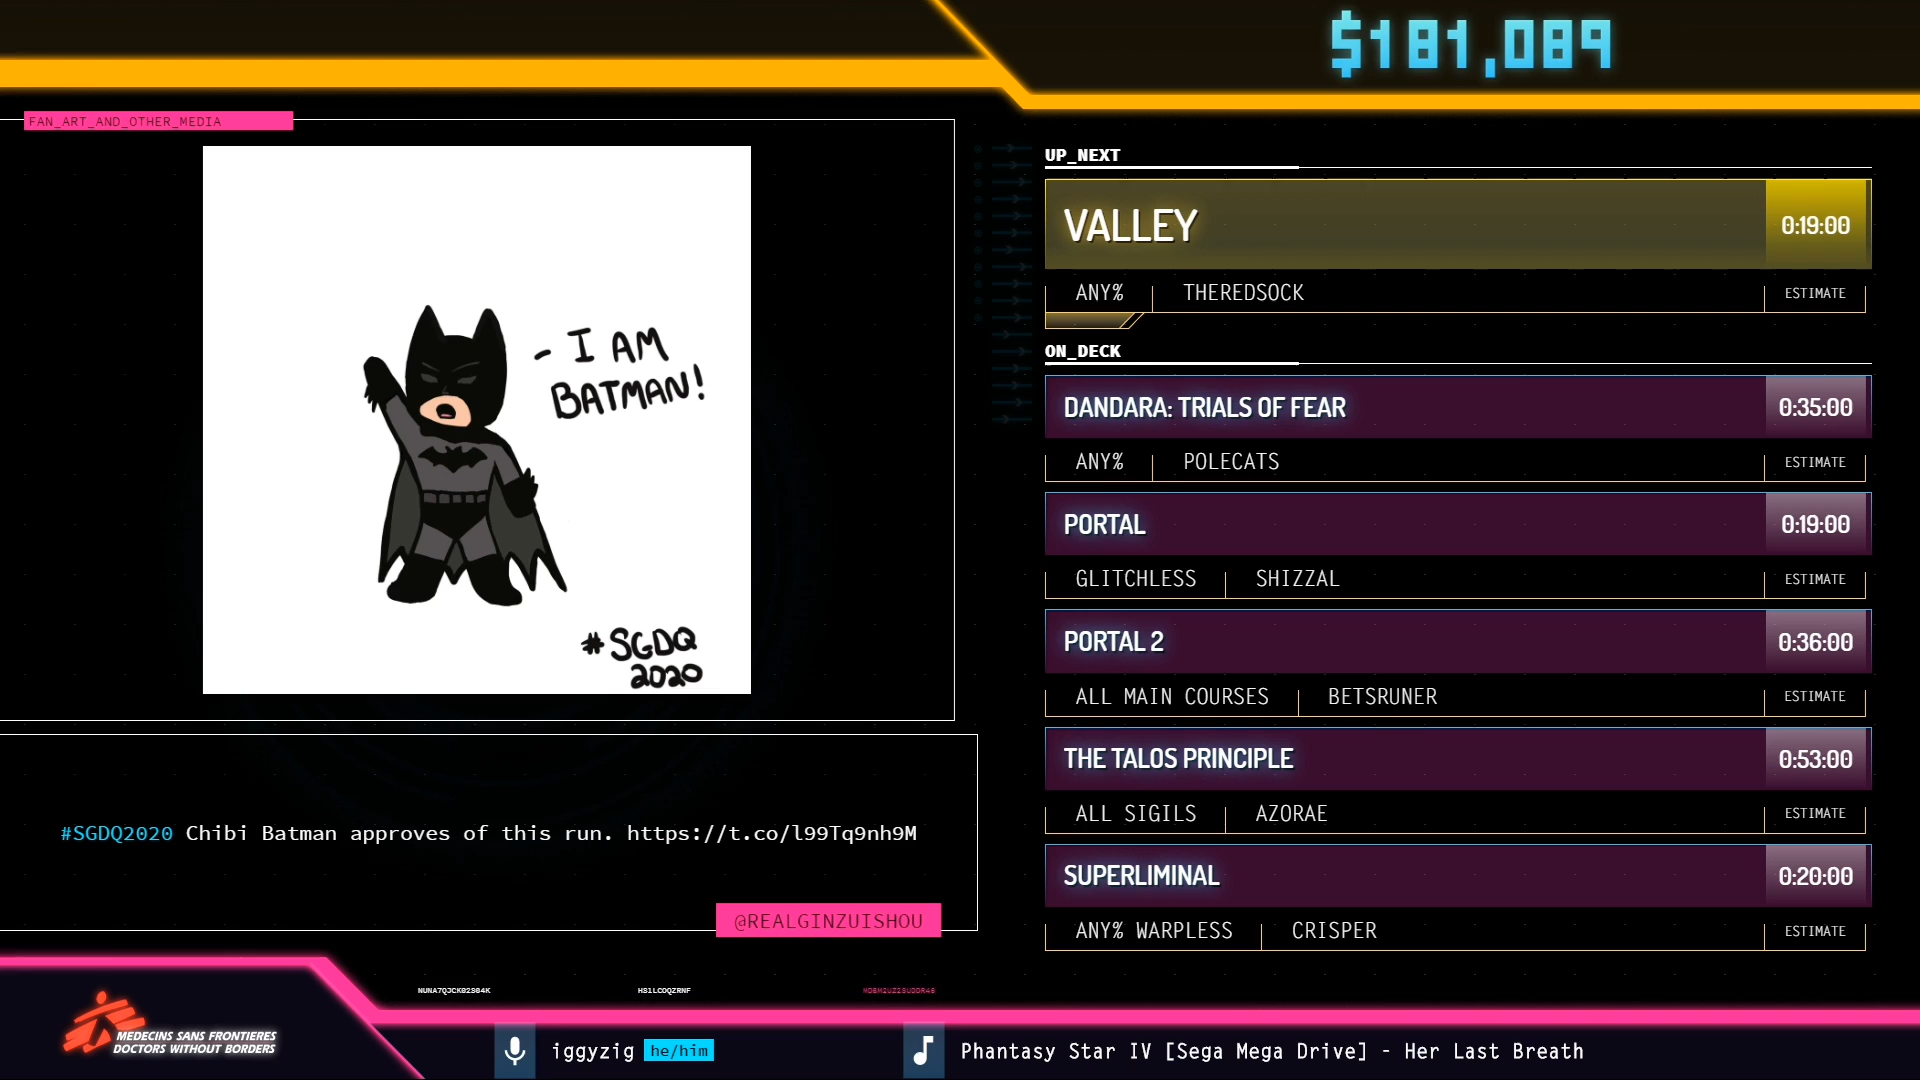 $181,089
FAN_ART_AND_OTHER_MEDIA
- I AM
BATMAN!
#SGDQ
2020
#SGDQ2020 Chibi Batman approves of this run. https://t.co/l99Tq9nh9M
@REALGINZUISHOU
UP_NEXT
VALLEY
0:19:00
ANY%
THEREDSOCK
ESTIMATE
ON_DECK
DANDARA: TRIALS OF FEAR
0:35:00
ANY%
POLECATS
ESTIMATE
PORTAL
0:19:00
GLITCHLESS
SHIZZAL
ESTIMATE
PORTAL 2
0:36:00
ALL MAIN COURSES
BETSRUNER
ESTIMATE
THE TALOS PRINCIPLE
0:53:00
ALL SIGILS
AZORAE
ESTIMATE
SUPERLIMINAL
0:20:00
ANY% WARPLESS
CRISPER
ESTIMATE
MEDECINS SANS FRONTIERES
DOCTORS WITHOUT BORDERS
iggyzig he/him
Phantasy Star IV [Sega Mega Drive] - Her Last Breath